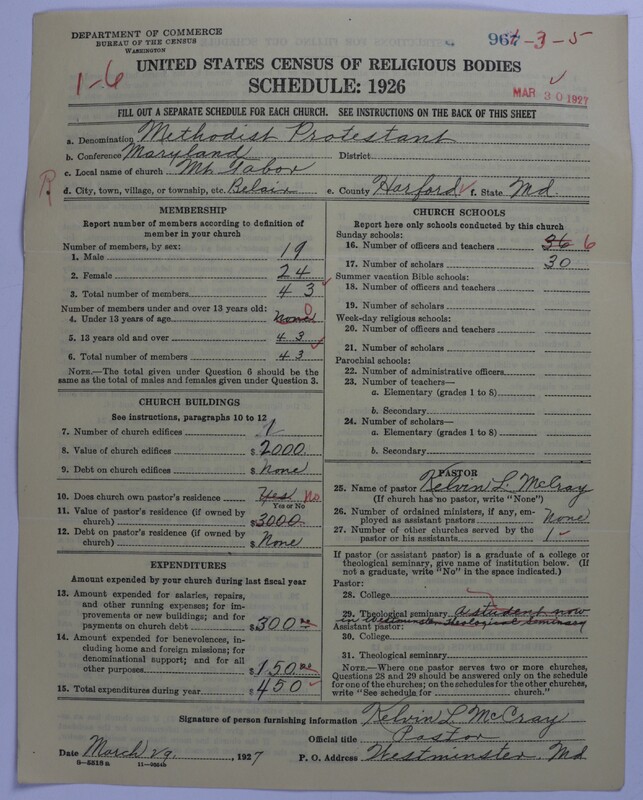 DEPARTMENT OF COMMERCE
BUREAU OF THE CENSUS
WASHINGTON
1-3-5
1-6
UNITED STATES CENSUS OF RELIGIOUS BODIES
SCHEDULE: 1926
MAR 30 1927
FILL OUT A SEPARATE SCHEDULE FOR EACH CHURCH. SEE INSTRUCTIONS ON THE BACK OF THIS SHEET
a. Denomination Methodist Protestant
b. Conference Maryland District
c. Local name of church Mt. Tabor
R
d. City, town, village, or township, etc. Belair e. County Harford f. State Md.
MEMBERSHIP
Report number of members according to definition of
member in your church
Number of members, by sex:
1. Male 19
2. Female 24
3. Total number of members 43
Number of members under and over 13 years old:
4. Under 13 years of age None 0
5. 13 years old and over 43
6. Total number of members 43
NOTE.—The total given under Question 6 should be
the same as the total of males and females given under Question 3.
CHURCH BUILDINGS
See instructions, paragraphs 10 to 12
7. Number of church edifices 1
8. Value of church edifices $ 2000
9. Debt on church edifices $ None
10. Does church own pastor's residence Yes No
Yes or No
11. Value of pastor's residence (if owned by
church) $ 3000
12. Debt on pastor's residence (if owned by
church) $ None
EXPENDITURES
Amount expended by your church during last fiscal year
13. Amount expended for salaries, repairs,
and other running expenses; for im-
provements or new buildings; and for
payments on church debt $ 300
14. Amount expended for benevolences, in-
cluding home and foreign missions; for
denominational support; and for all
other purposes $ 150
15. Total expenditures during year $ 450
CHURCH SCHOOLS
Report here only schools conducted by this church
Sunday schools:
16. Number of officers and teachers 36 6
17. Number of scholars 30
Summer vacation Bible schools:
18. Number of officers and teachers
19. Number of scholars
Week-day religious schools:
20. Number of officers and teachers
21. Number of scholars
Parochial schools:
22. Number of administrative officers
23. Number of teachers—
a. Elementary (grades 1 to 8)
b. Secondary
24. Number of scholars—
a. Elementary (grades 1 to 8)
b. Secondary
PASTOR
25. Name of pastor Kelvin L. McCray
(If church has no pastor, write "None")
26. Number of ordained ministers, if any, em-
ployed as assistant pastors None
27. Number of other churches served by the
pastor or his assistants 1
If pastor (or assistant pastor) is a graduate of a college or
theological seminary, give name of institution below. (If
not a graduate, write "No" in the space indicated.)
Pastor:
28. College
29. Theological seminary a student now
in Westminster Theological Seminary
Assistant pastor:
30. College
31. Theological seminary
NOTE.—Where one pastor serves two or more churches,
Questions 28 and 29 should be answered only on the schedule
for one of the churches; on the schedules for the other churches,
write "See schedule for church."
Signature of person furnishing information Kelvin L McCray
Official title Pastor
Date March 29, 1927 P. O. Address Westminster, Md